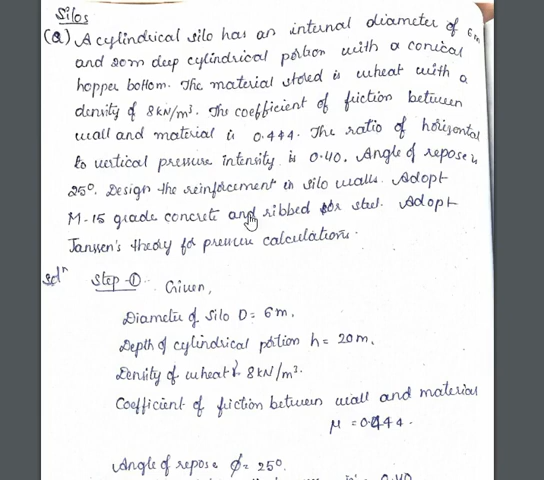 Silos
(Q) A cylindrical silo has an internal diameter of 6m
and 20m deep cylindrical portion with a conical
hopper bottom. The material stored is wheat with a
density of 8kN/m³. The coefficient of friction between
wall and material is 0.444. The ratio of horizontal
to vertical pressure intensity is 0.40. Angle of repose is
25°. Design the reinforcement in silo walls. Adopt
M-15 grade concrete and ribbed tor steel. Adopt
Janssen's theory for pressure calculations.
Sol^n Step-① Given,
Diameter of silo D = 6m.
Depth of cylindrical portion h = 20m.
Density of wheat γ = 8kN/m³.
Coefficient of friction between wall and material
μ = 0.444.
Angle of repose ϕ = 25°.
0.40